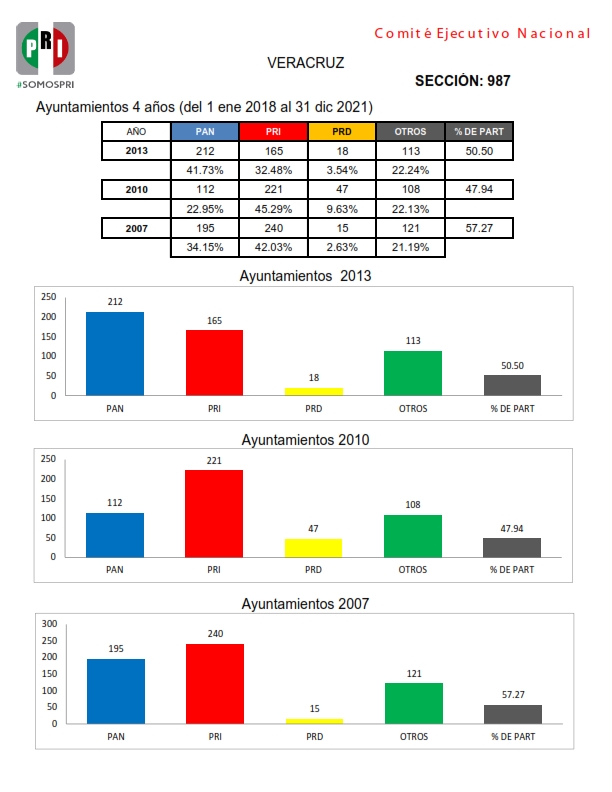 Comité Ejecutivo Nacional
PRI
#SOMOSPRI
VERACRUZ
SECCIÓN: 987
Ayuntamientos 4 años (del 1 ene 2018 al 31 dic 2021)
AÑO PAN PRI PRD OTROS % DE PART
2013 212 165 18 113 50.50
41.73% 32.48% 3.54% 22.24%
2010 112 221 47 108 47.94
22.95% 45.29% 9.63% 22.13%
2007 195 240 15 121 57.27
34.15% 42.03% 2.63% 21.19%
Ayuntamientos 2013
250
200
150
100
50
0
212
165
18
113
50.50
PAN PRI PRD OTROS % DE PART
Ayuntamientos 2010
250
200
150
100
50
0
112
221
47
108
47.94
PAN PRI PRD OTROS % DE PART
Ayuntamientos 2007
300
250
200
150
100
50
0
195
240
15
121
57.27
PAN PRI PRD OTROS % DE PART